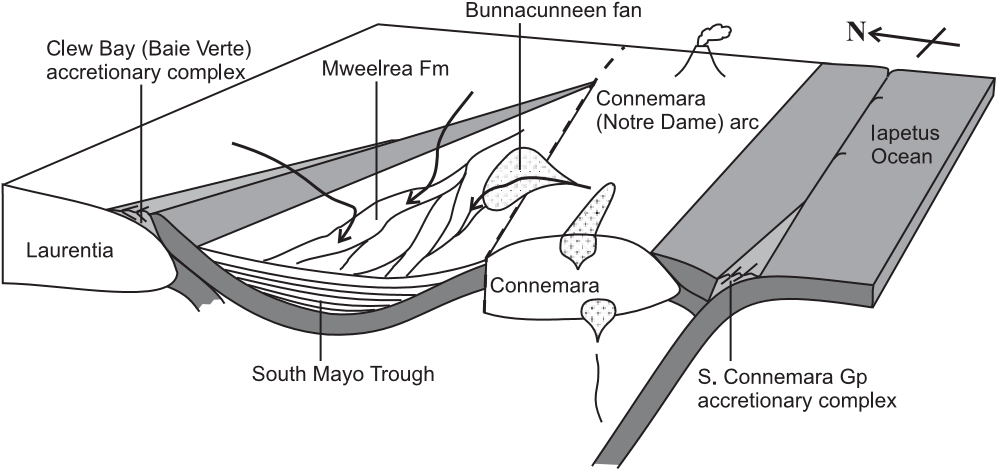 Bunnacunneen fan
Clew Bay (Baie Verte)
accretionary complex
Mweelrea Fm
N
Connemara
(Notre Dame) arc
Iapetus
Ocean
Laurentia
Connemara
South Mayo Trough
S. Connemara Gp
accretionary complex